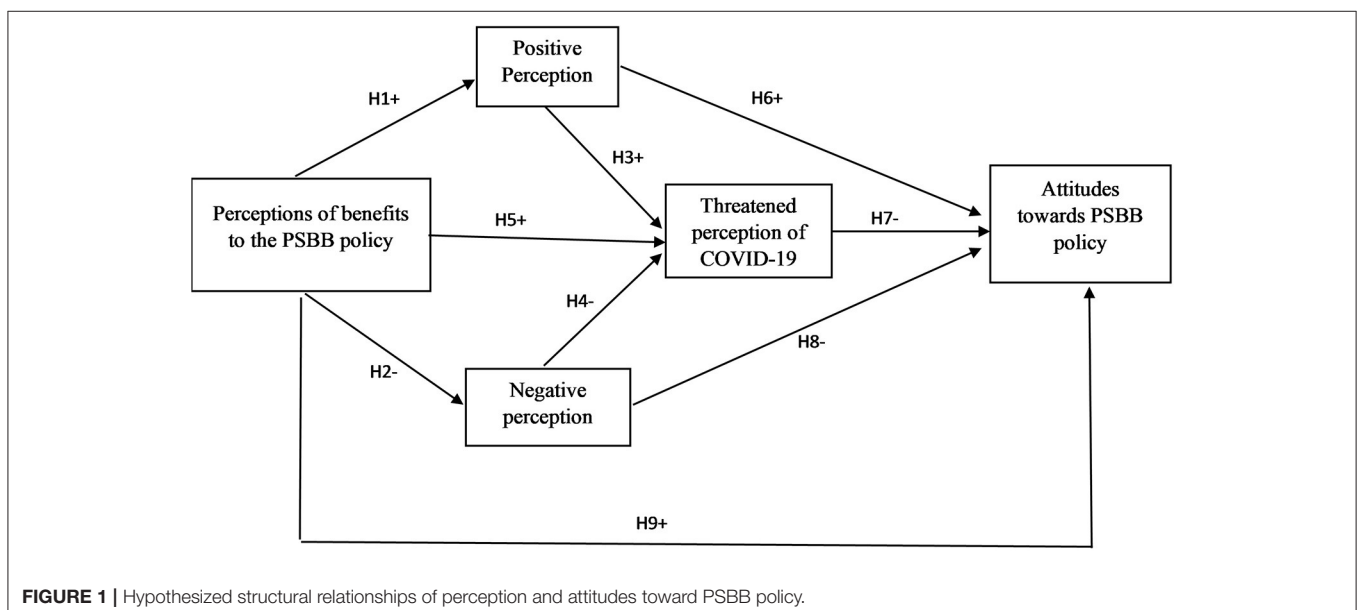 Positive
Perception
H1+
H6+
H3+
Perceptions of benefits
to the PSBB policy
H5+
Threatened
perception of
COVID-19
H7-
Attitudes
towards PSBB
policy
H4-
H2-
H8-
Negative
perception
H9+
FIGURE 1 | Hypothesized structural relationships of perception and attitudes toward PSBB policy.